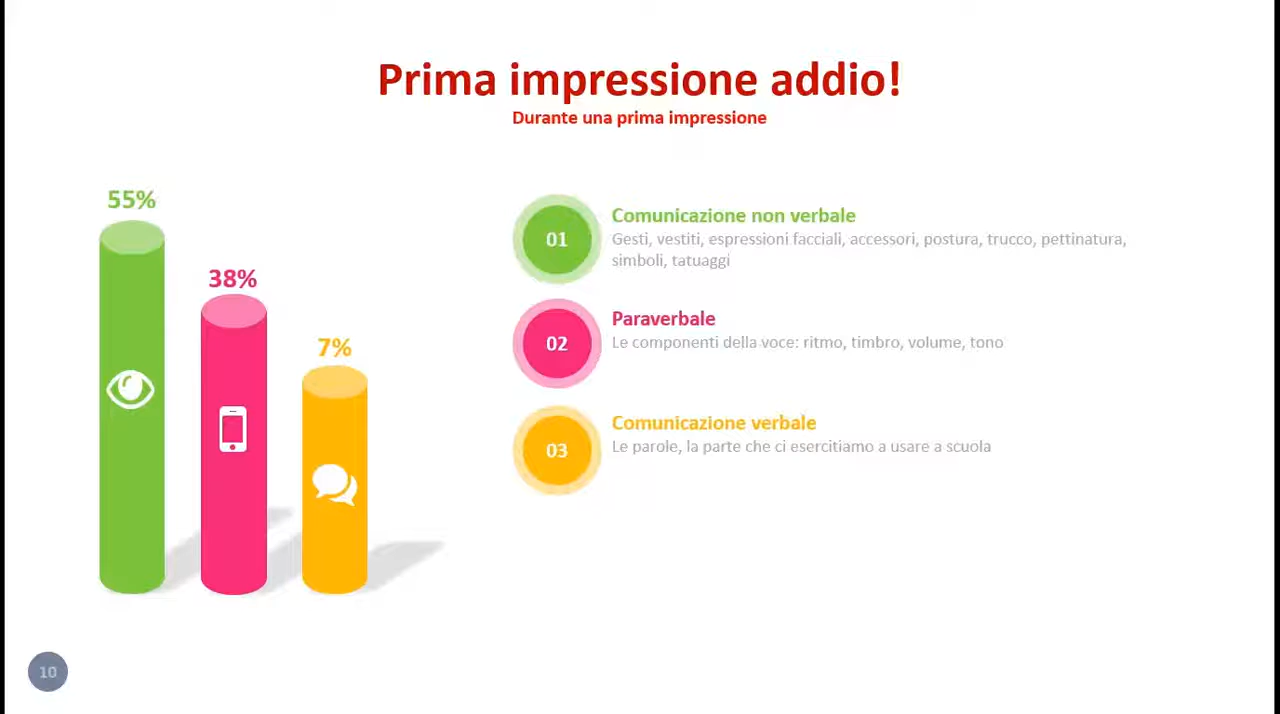 Prima impressione addio!
Durante una prima impressione
55%
38%
7%
01
Comunicazione non verbale
Gesti, vestiti, espressioni facciali, accessori, postura, trucco, pettinatura,
simboli, tatuaggi
02
Paraverbale
Le componenti della voce: ritmo, timbro, volume, tono
03
Comunicazione verbale
Le parole, la parte che ci esercitiamo a usare a scuola
10